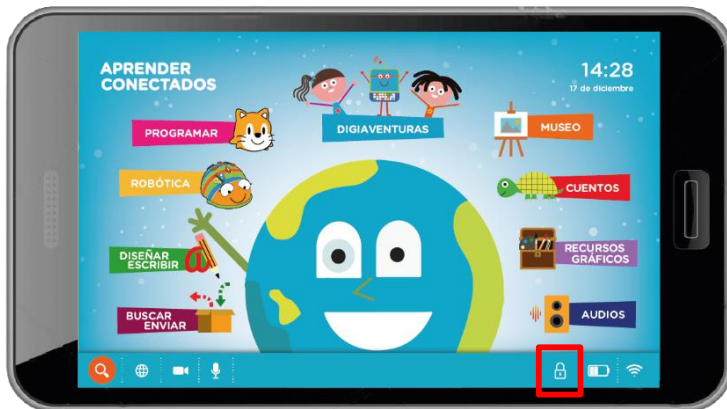 APRENDER
CONECTADOS
14:28
17 de diciembre
PROGRAMAR
DIGIAVENTURAS
MUSEO
ROBÓTICA
CUENTOS
DISEÑAR
ESCRIBIR
RECURSOS
GRÁFICOS
BUSCAR
ENVIAR
AUDIOS